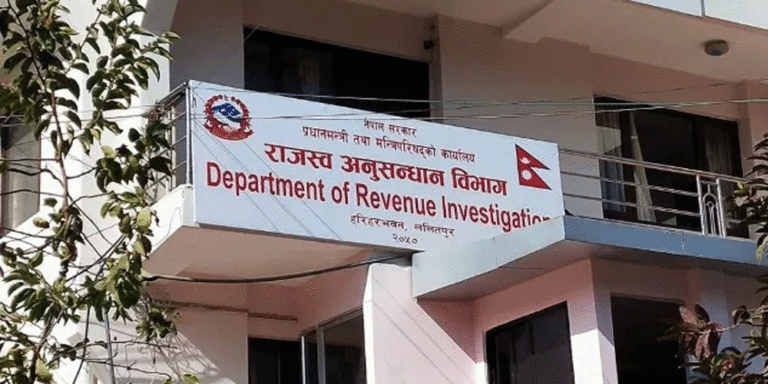 नेपाल सरकार
प्रधानमन्त्री तथा मन्त्रिपरिषद्को कार्यालय
राजस्व अनुसन्धान विभाग
Department of Revenue Investigation
हरिहरभवन, ललितपुर
२०५०